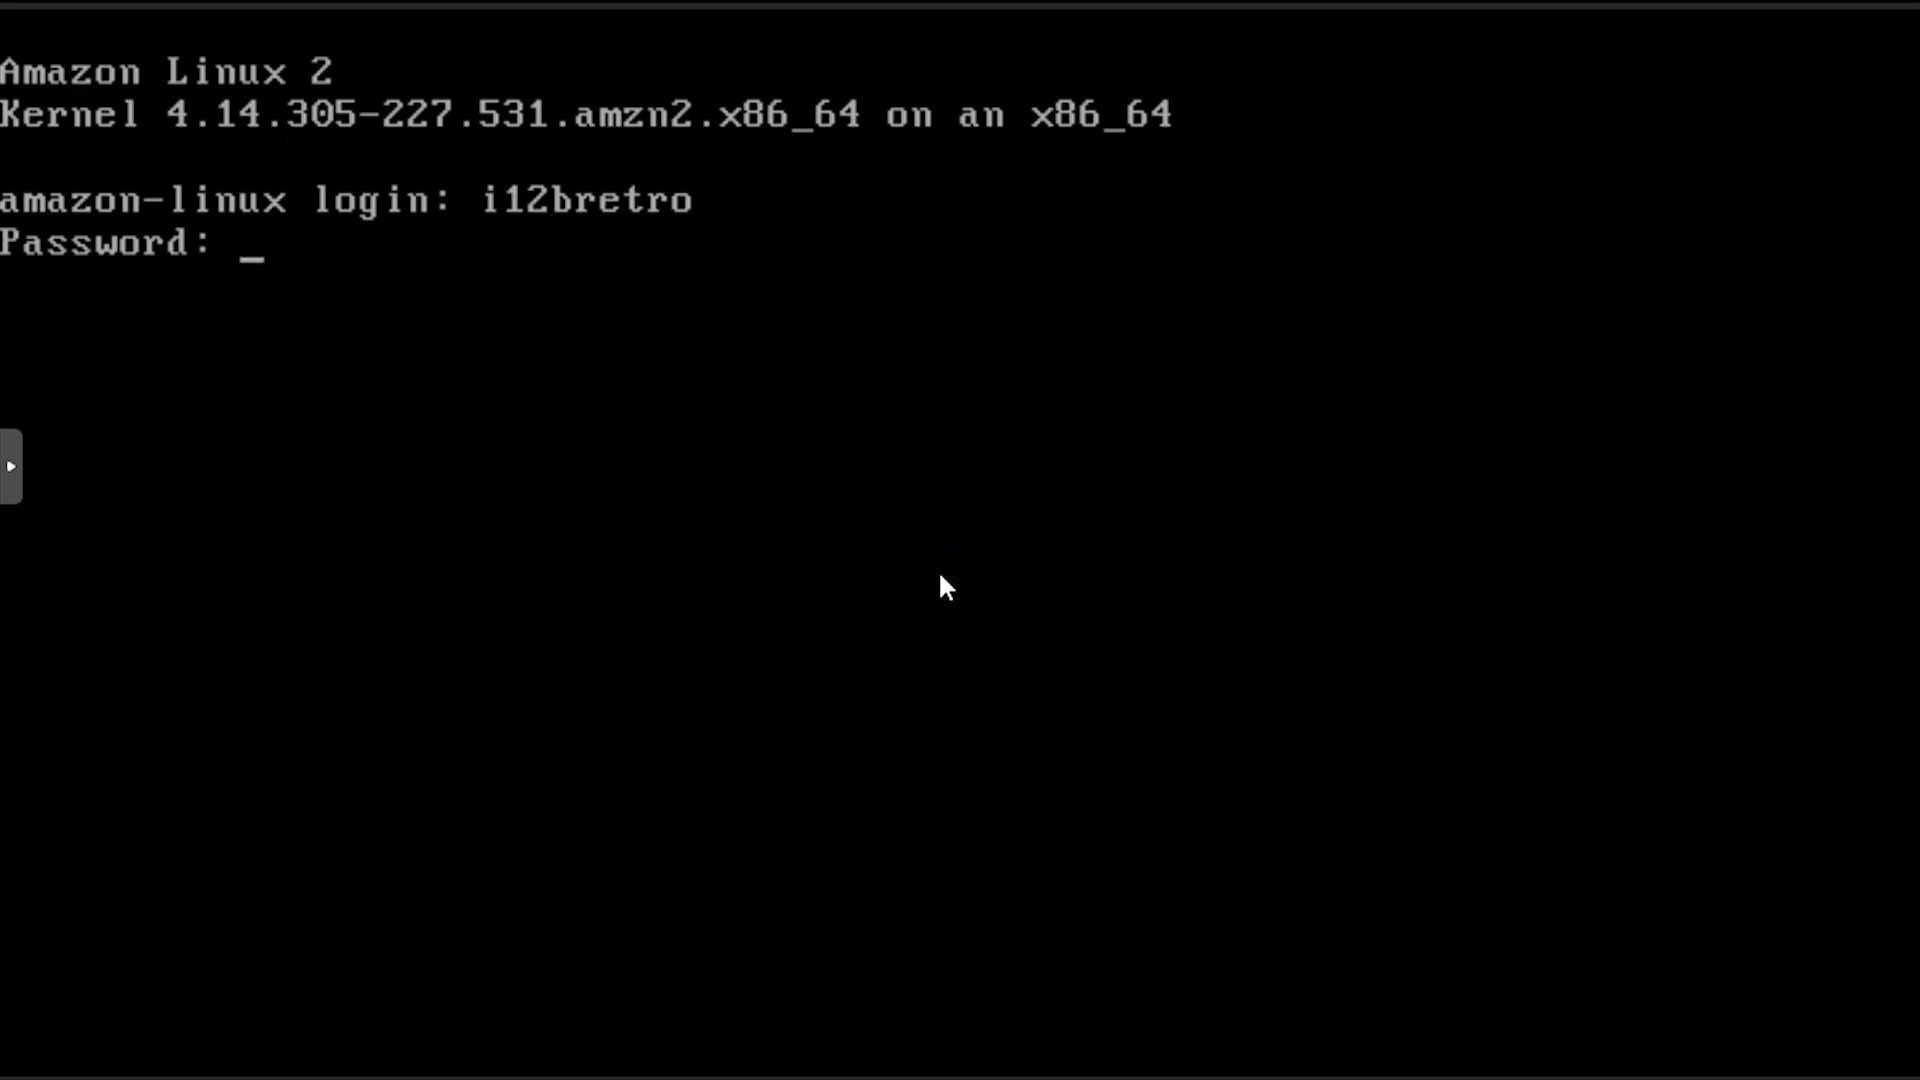 Amazon Linux 2
Kernel 4.14.305-227.531.amzn2.x86_64 on an x86_64
amazon-linux login: i12bretro
Password: _